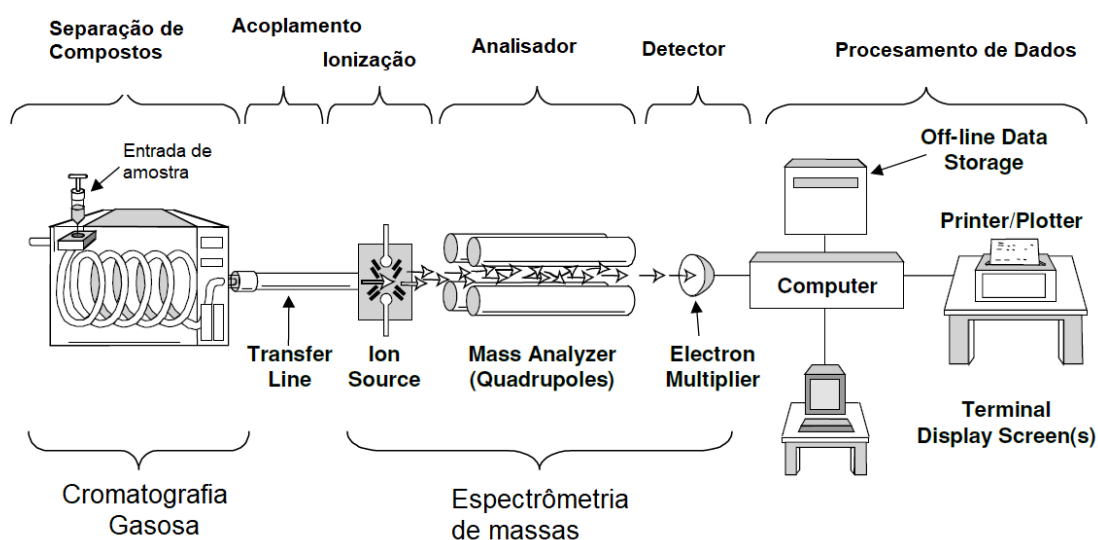 Separação de
Compostos
Acoplamento
Ionização
Analisador
Detector
Procesamento de Dados
Entrada de
amostra
Off-line Data
Storage
Printer/Plotter
Computer
Transfer
Line
Ion
Source
Mass Analyzer
(Quadrupoles)
Electron
Multiplier
Terminal
Display Screen(s)
Cromatografia
Gasosa
Espectrômetria
de massas